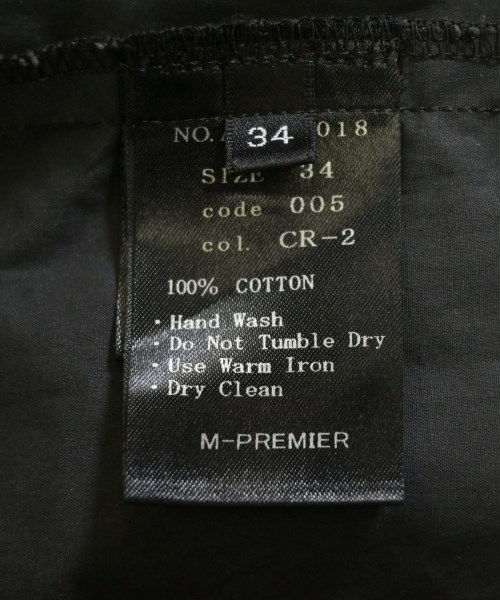 NO. 018
34
SIZE 34
code 005
col. CR-2
100% COTTON
・Hand Wash
・Do Not Tumble Dry
・Use Warm Iron
・Dry Clean
M-PREMIER